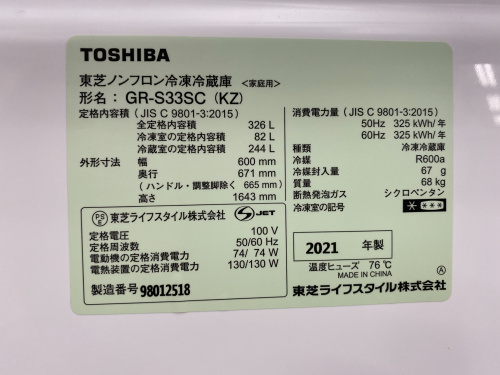 TOSHIBA
東芝ノンフロン冷凍冷蔵庫 〈家庭用〉
形名： GR-S33SC (KZ)
定格内容積 ( JIS C 9801-3:2015 )
全定格内容積 326 L
冷凍室の定格内容積 82 L
冷蔵室の定格内容積 244 L
外形寸法 幅 600 mm
奥行 671 mm
( ハンドル・調整脚除く 665 mm )
高さ 1643 mm
消費電力量 ( JIS C 9801-3:2015 )
50Hz 325 kWh/ 年
60Hz 325 kWh/ 年
種類 冷凍冷蔵庫
冷媒 R600a
冷媒封入量 67 g
質量 68 kg
断熱発泡ガス シクロペンタン
冷凍室の記号
PS E 東芝ライフスタイル株式会社 S JET
定格電圧 100 V
定格周波数 50/60 Hz
電動機の定格消費電力 74/ 74 W
電熱装置の定格消費電力 130/130 W
製造番号 98012518
2021 年製
温度ヒューズ 76 ℃
MADE IN CHINA
A
東芝ライフスタイル株式会社